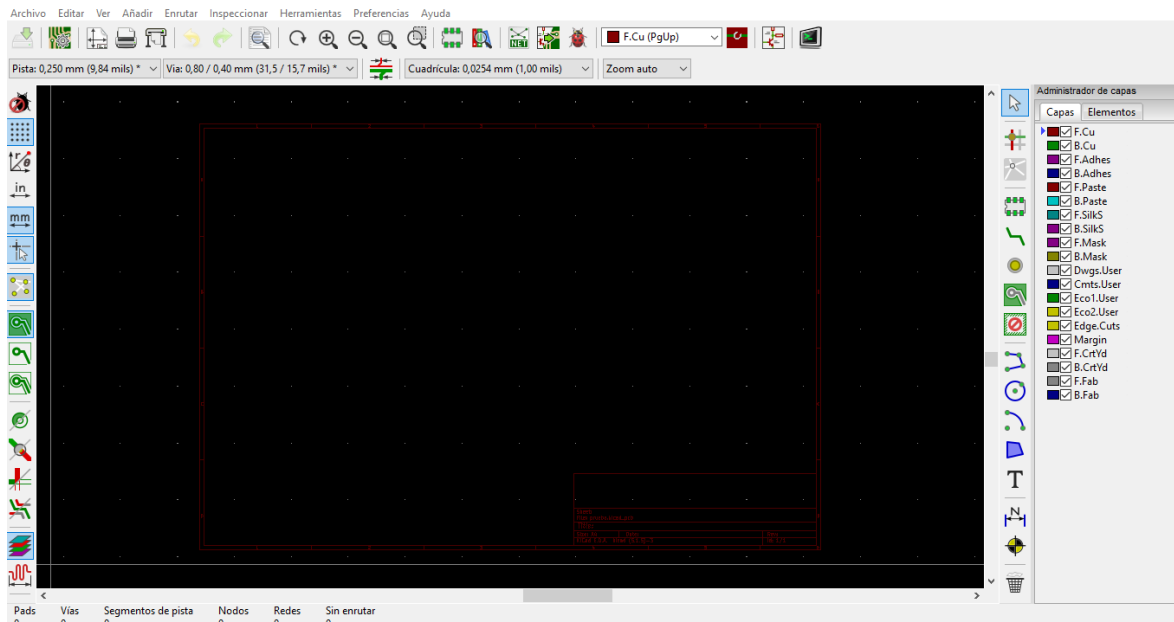 Archivo Editar Ver Añadir Enrutar Inspeccionar Herramientas Preferencias Ayuda
NET
F.Cu (PgUp)
Pista: 0,250 mm (9,84 mils) * Via: 0,80 / 0,40 mm (31,5 / 15,7 mils) * Cuadrícula: 0,0254 mm (1,00 mils) Zoom auto
Administrador de capas
Capas Elementos
F.Cu
B.Cu
F.Adhes
B.Adhes
F.Paste
B.Paste
F.SilkS
B.SilkS
F.Mask
B.Mask
Dwgs.User
Cmts.User
Eco1.User
Eco2.User
Edge.Cuts
Margin
F.CrtYd
B.CrtYd
F.Fab
B.Fab
in
mm
T
N
Pads Vías Segmentos de pista Nodos Redes Sin enrutar